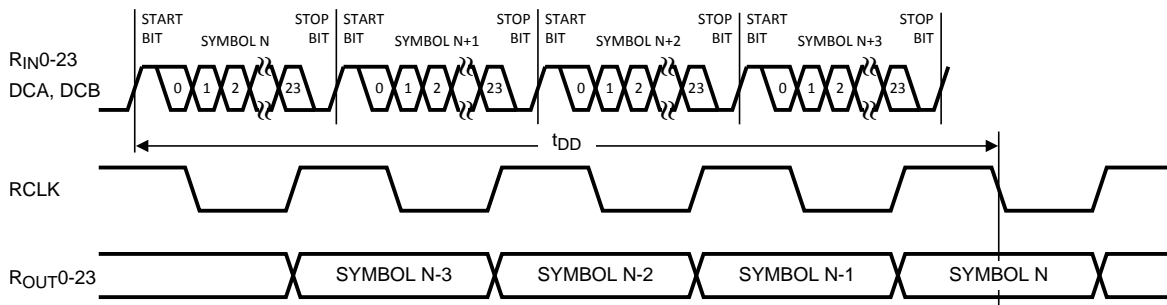 START BIT STOP BIT START BIT STOP BIT START BIT STOP BIT START BIT STOP BIT
SYMBOL N SYMBOL N+1 SYMBOL N+2 SYMBOL N+3
RIN0-23
DCA, DCB
0 1 2 23 0 1 2 23 0 1 2 23 0 1 2 23
tDD
RCLK
ROUT0-23 SYMBOL N-3 SYMBOL N-2 SYMBOL N-1 SYMBOL N